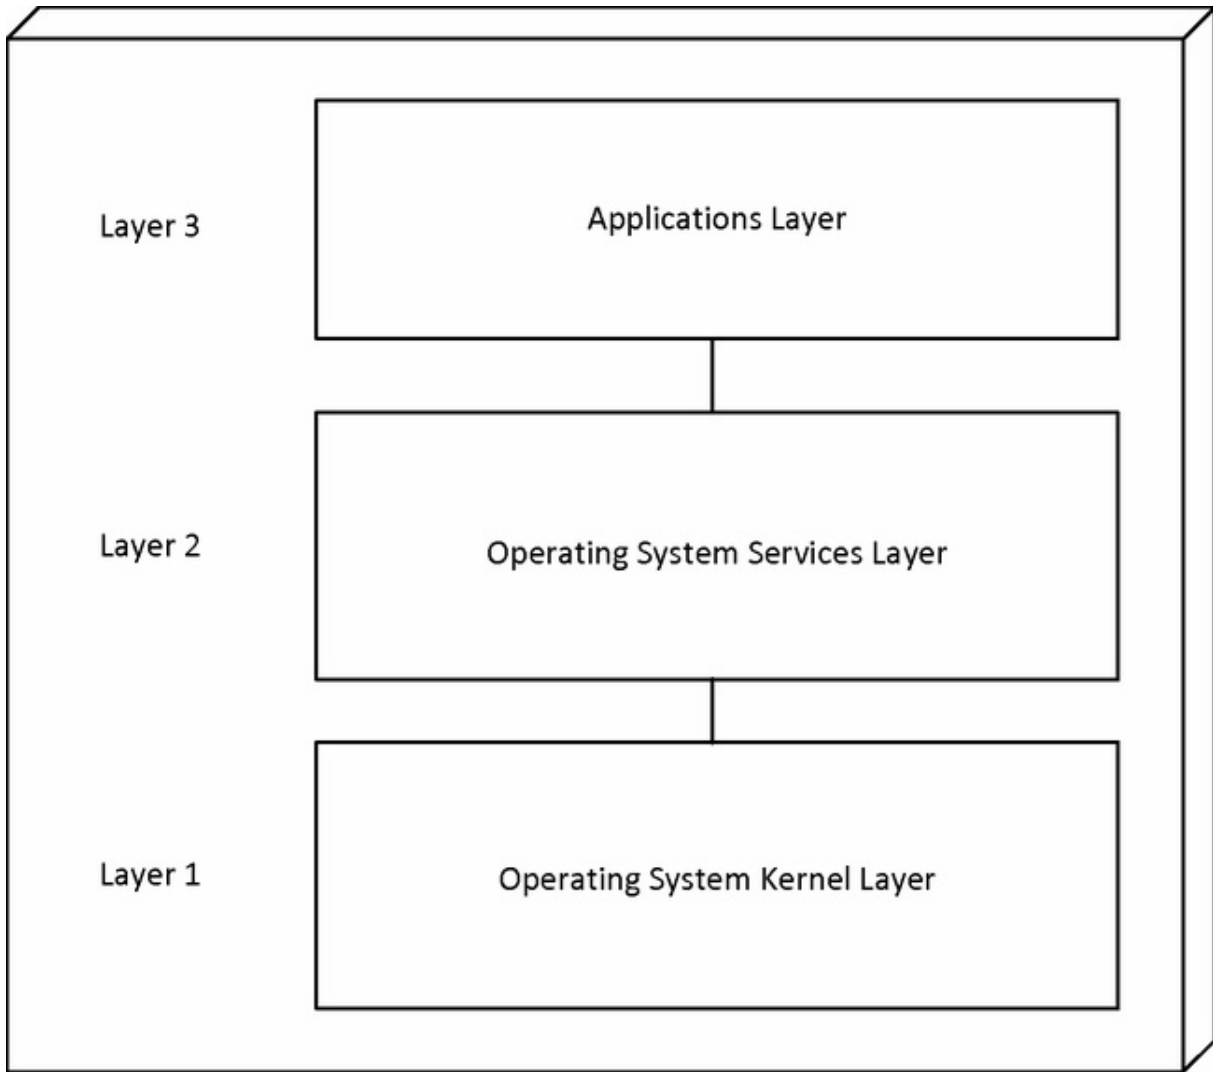 Layer 3
Applications Layer
Layer 2
Operating System Services Layer
Layer 1
Operating System Kernel Layer